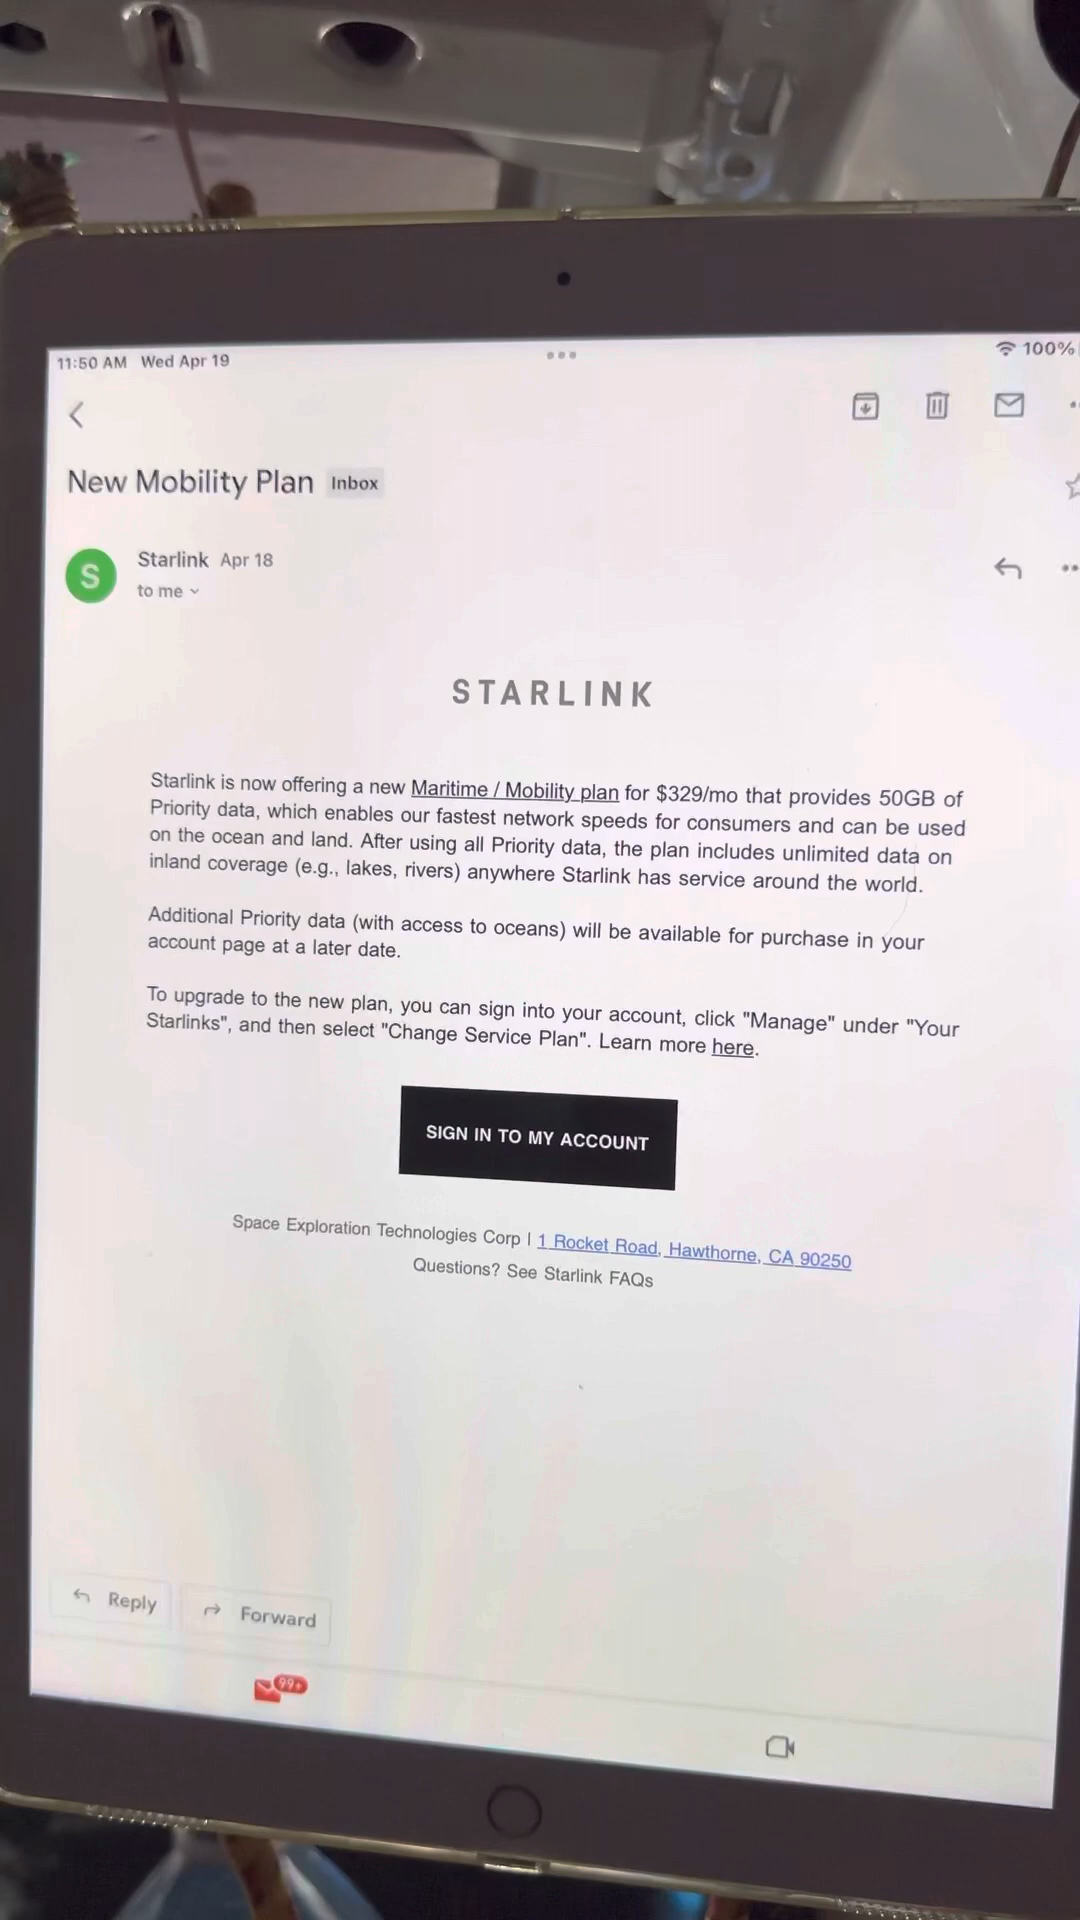 11:50 AM Wed Apr 19
100%
New Mobility Plan Inbox
S
Starlink Apr 18
to me
STARLINK
Starlink is now offering a new Maritime / Mobility plan for $329/mo that provides 50GB of
Priority data, which enables our fastest network speeds for consumers and can be used
on the ocean and land. After using all Priority data, the plan includes unlimited data on
inland coverage (e.g., lakes, rivers) anywhere Starlink has service around the world.
Additional Priority data (with access to oceans) will be available for purchase in your
account page at a later date.
To upgrade to the new plan, you can sign into your account, click "Manage" under "Your
Starlinks", and then select "Change Service Plan". Learn more here.
SIGN IN TO MY ACCOUNT
Space Exploration Technologies Corp | 1 Rocket Road, Hawthorne, CA 90250
Questions? See Starlink FAQs
Reply
Forward
99+